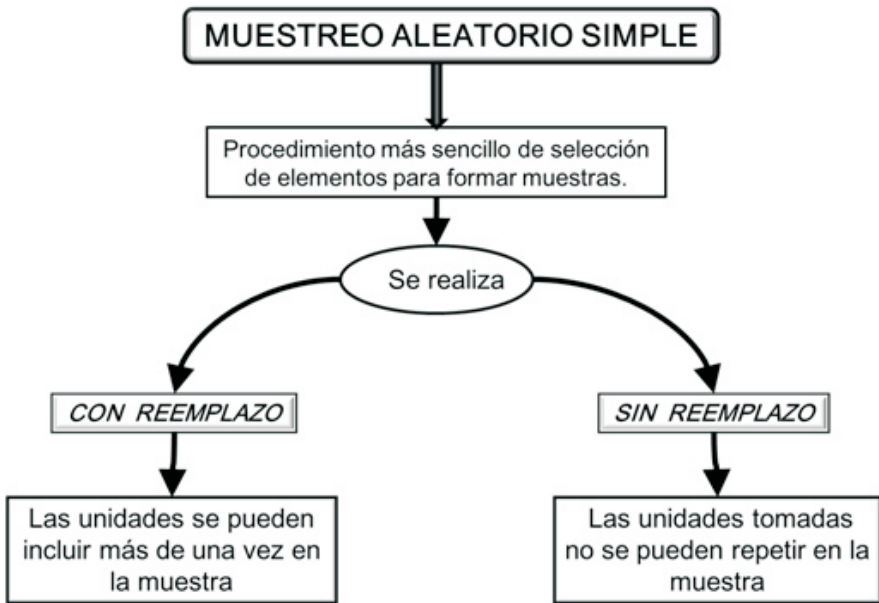 MUESTREO ALEATORIO SIMPLE
Procedimiento más sencillo de selección
de elementos para formar muestras.
Se realiza
CON REEMPLAZO
SIN REEMPLAZO
Las unidades se pueden
incluir más de una vez en
la muestra
Las unidades tomadas
no se pueden repetir en la
muestra